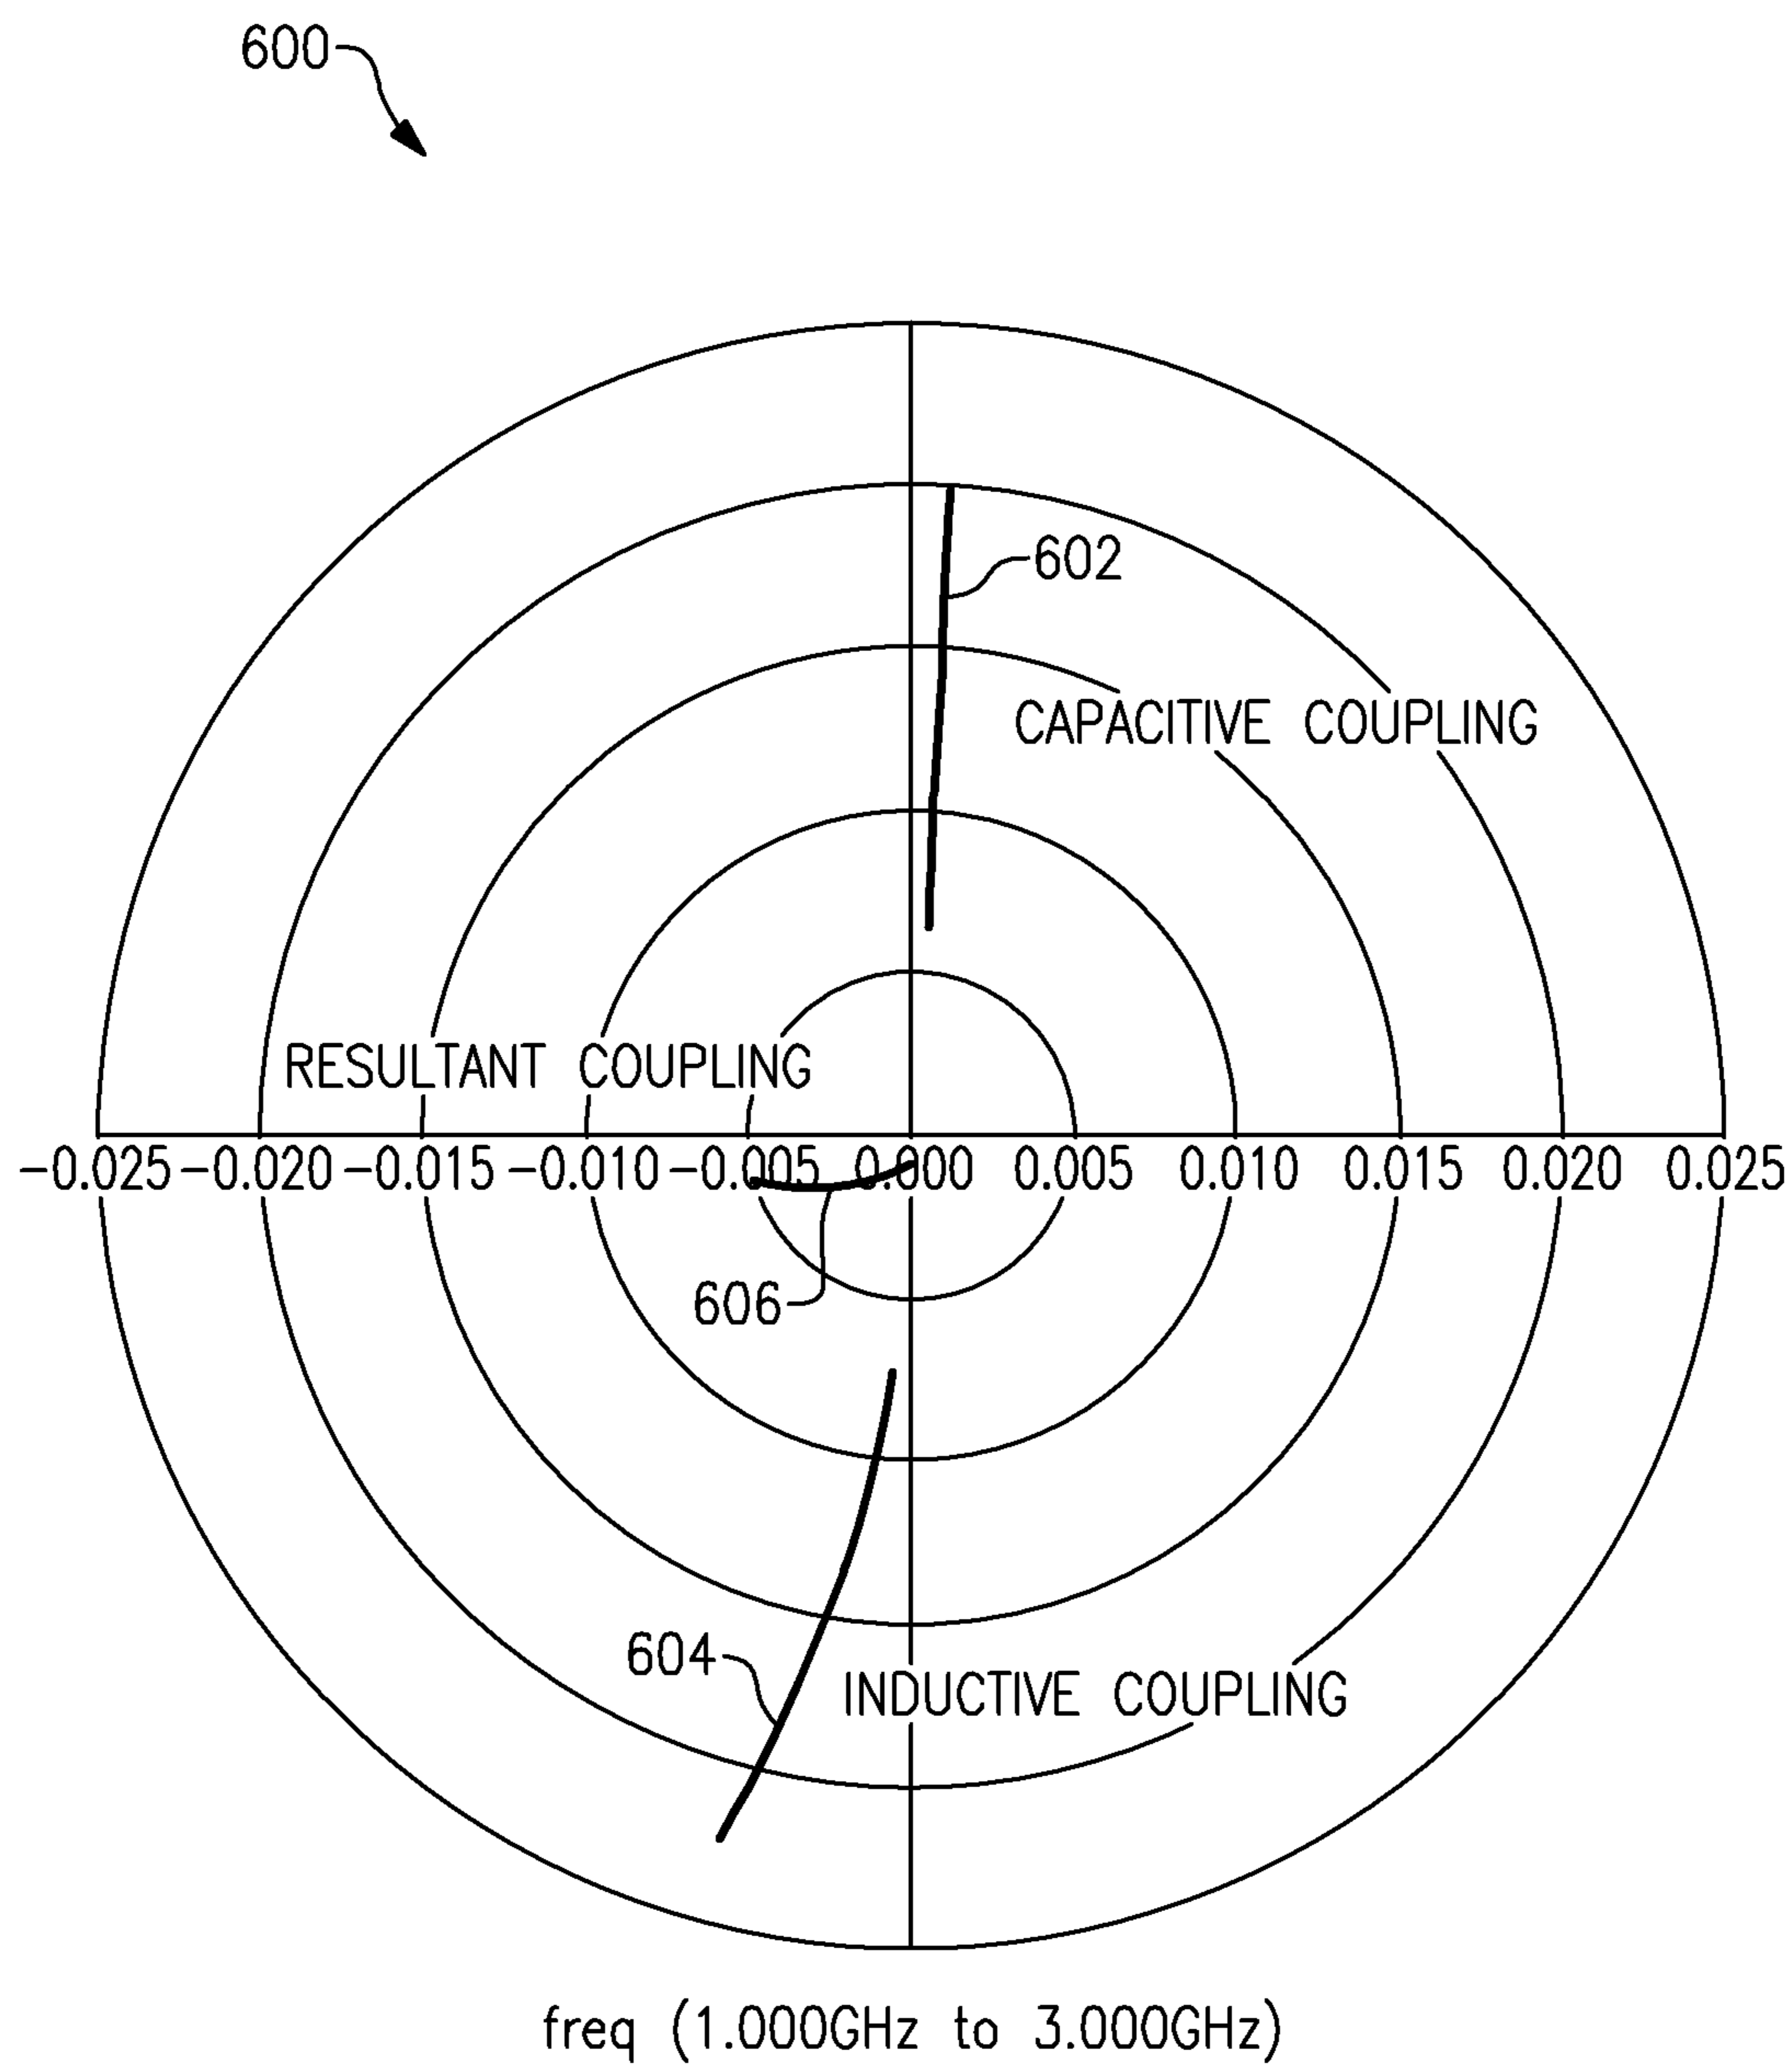 600
602
CAPACITIVE COUPLING
RESULTANT COUPLING
-0.025 -0.020 -0.015 -0.010 -0.005 0.000 0.005 0.010 0.015 0.020 0.025
606
604
INDUCTIVE COUPLING
freq (1.000GHz to 3.000GHz)